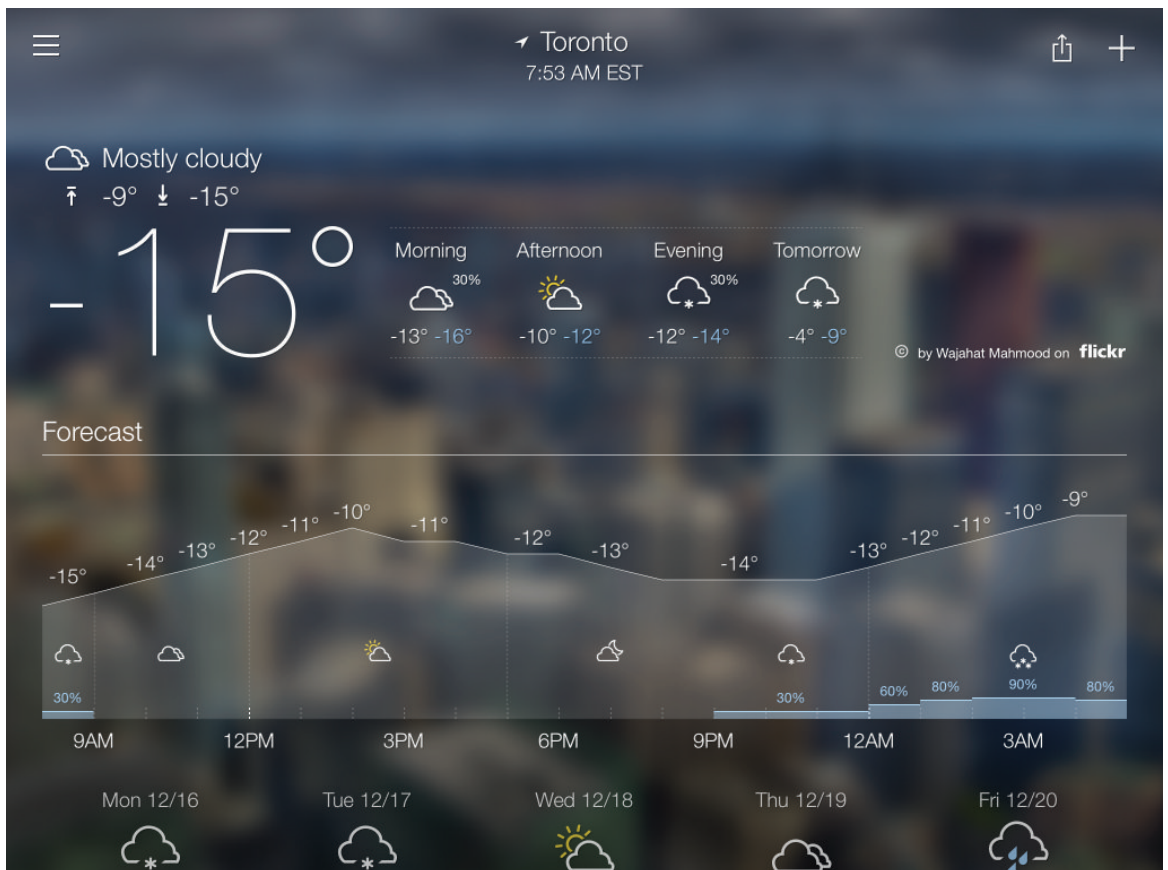 Toronto
7:53 AM EST
Mostly cloudy
-9° -15°
-15°
Morning Afternoon Evening Tomorrow
30% 30%
-13° -16° -10° -12° -12° -14° -4° -9°
© by Wajahat Mahmood on flickr
Forecast
-15° -14° -13° -12° -11° -10° -11° -12° -13° -14° -13° -12° -11° -10° -9°
30% 30% 60% 80% 90% 80%
9AM 12PM 3PM 6PM 9PM 12AM 3AM
Mon 12/16 Tue 12/17 Wed 12/18 Thu 12/19 Fri 12/20